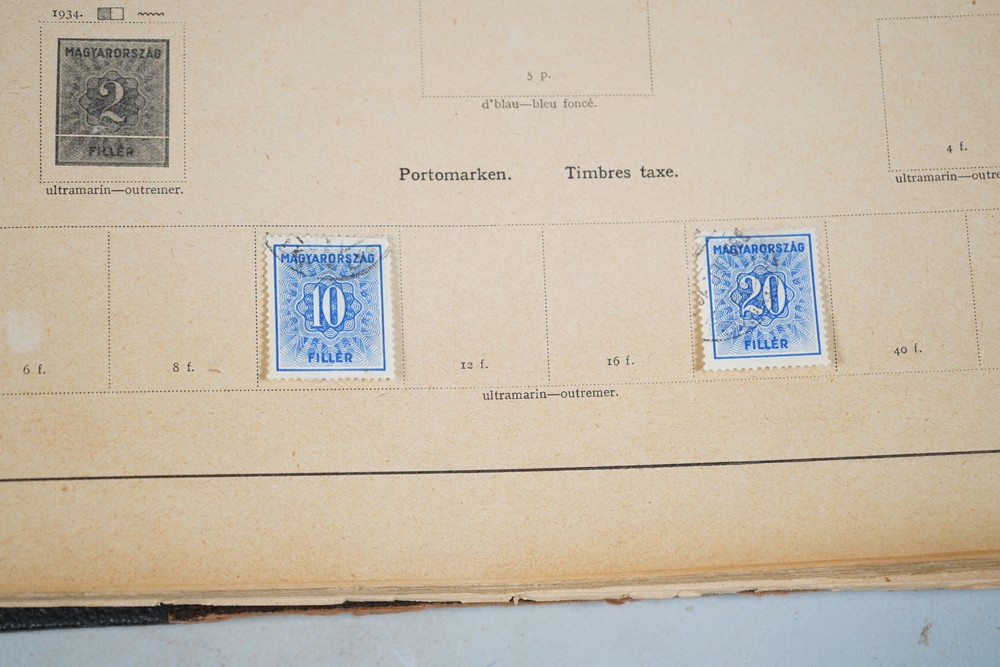 1934.
MAGYARORSZÁG
2
FILLÉR
ultramarin—outremer.
5 p.
d'blau—bleu foncé.
4 f.
ultramarin—outre
Portomarken. Timbres taxe.
6 f.
8 f.
MAGYARORSZÁG
10
FILLÉR
12 f.
16 f.
MAGYARORSZÁG
20
FILLÉR
40 f.
ultramarin—outremer.